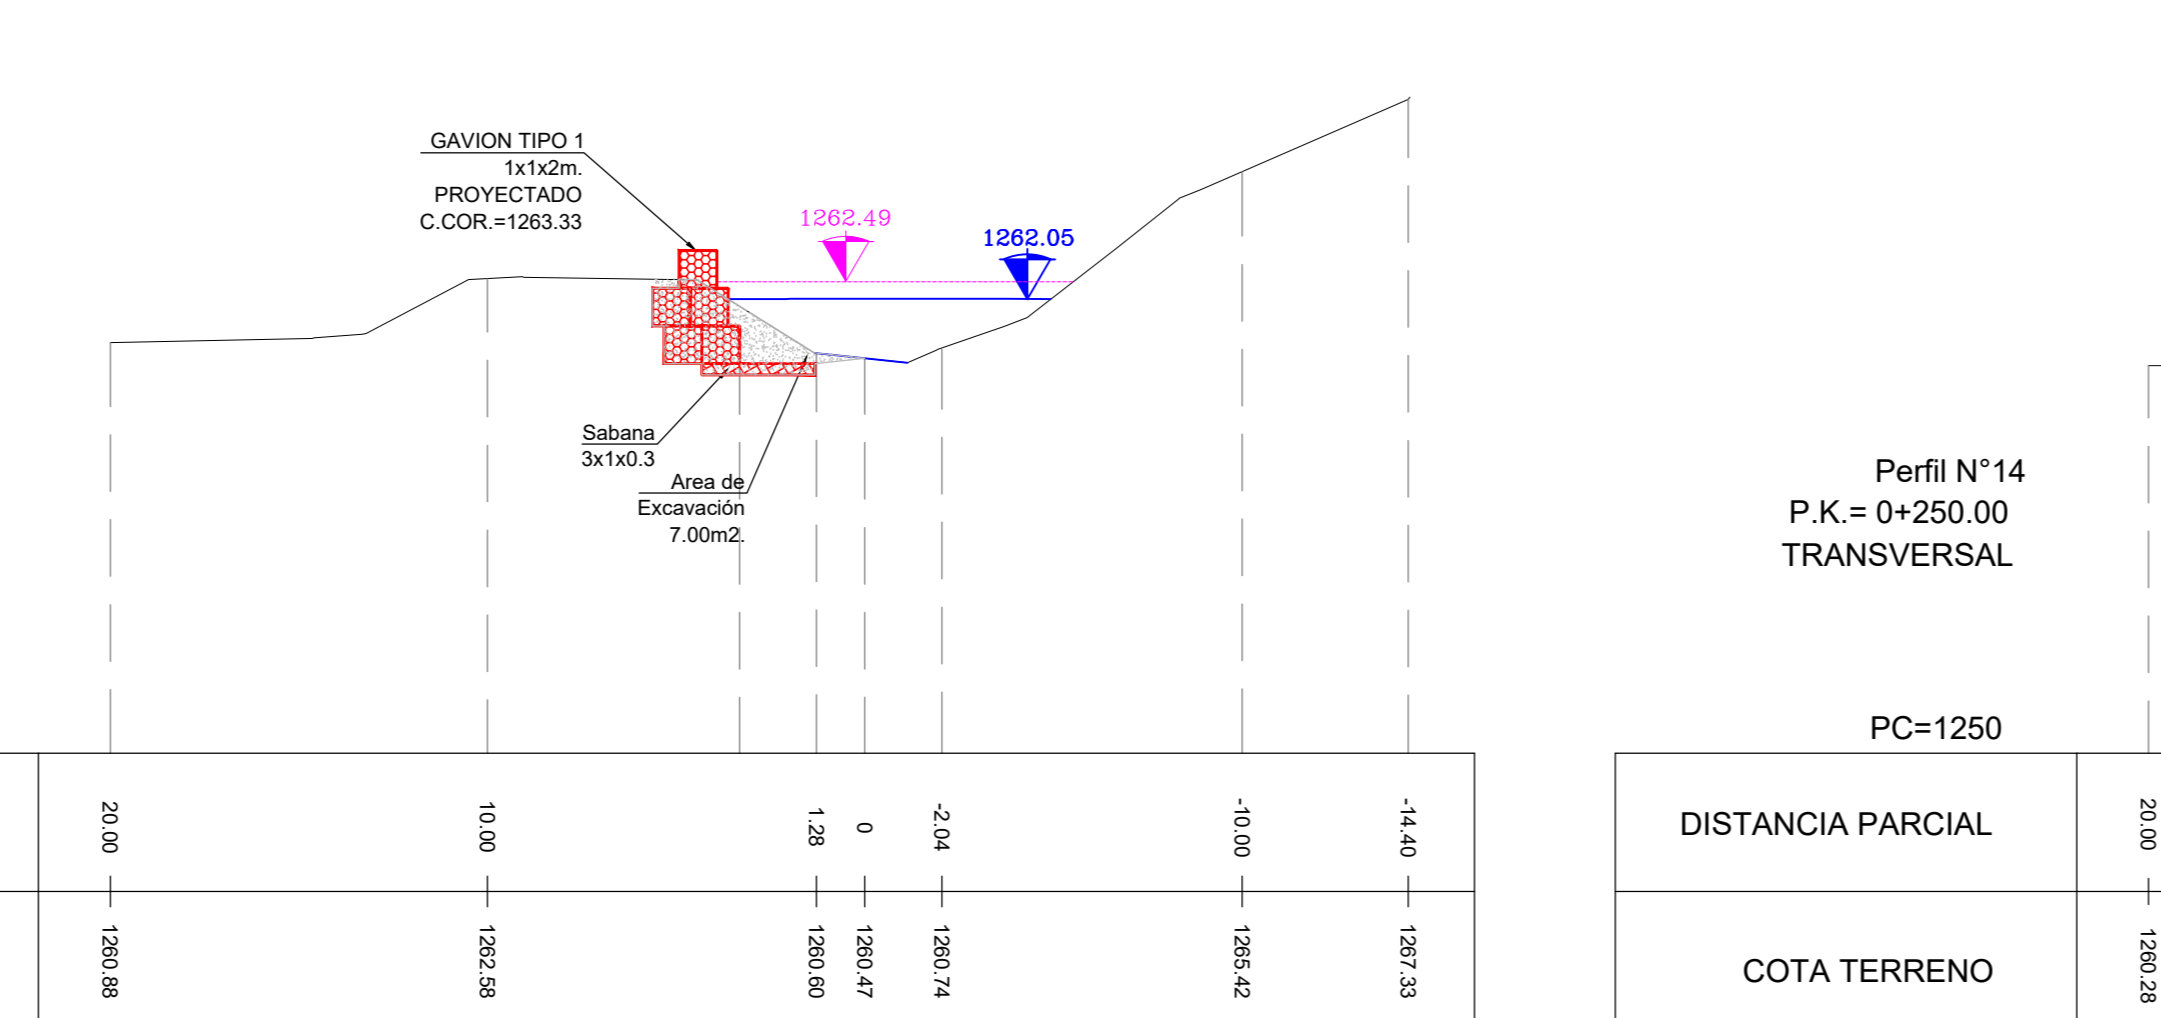 GAVION TIPO 1
1x1x2m.
PROYECTADO
C.COR.=1263.33
1262.49
1262.05
Sabana
3x1x0.3
Area de
Excavación
7.00m2.
Perfil N°14
P.K.= 0+250.00
TRANSVERSAL
PC=1250
20.00
10.00
1.28
0
-2.04
-10.00
-14.40
DISTANCIA PARCIAL
20.00
1260.88
1262.58
1260.60
1260.47
1260.74
1265.42
1267.33
COTA TERRENO
1260.28